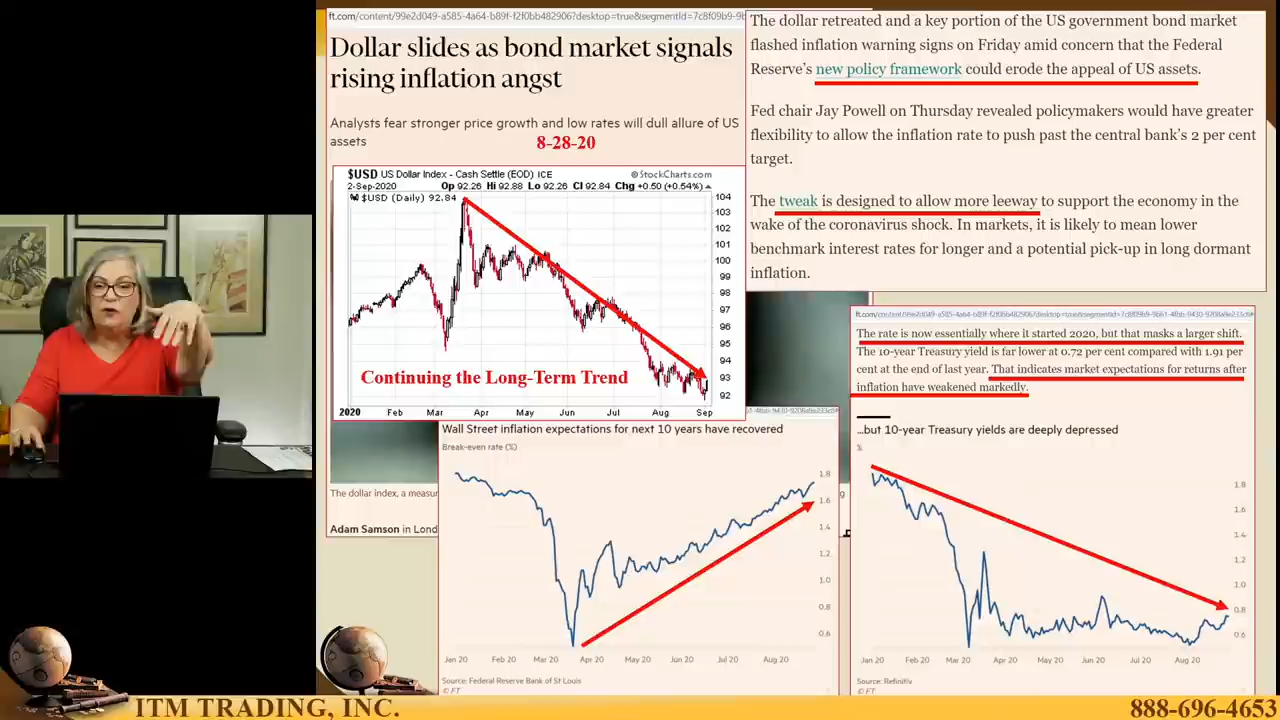 ft.com/content/99e2d049-a585-4a64-b89f-f2f0bb482906?desktop=true&segmentId=7c8f09b9-9b
Dollar slides as bond market signals
rising inflation angst
Analysts fear stronger price growth and low rates will dull allure of US
assets
8-28-20
$USD US Dollar Index - Cash Settle (EOD) ICE
© StockCharts.com
2-Sep-2020
Op 92.26 Hi 92.88 Lo 92.26 Cl 92.84 Chg +0.50 (+0.54%)
$USD (Daily) 92.84
104
103
102
101
100
99
98
97
96
95
94
93
92
Continuing the Long-Term Trend
2020 Feb Mar Apr May Jun Jul Aug Sep
The dollar index, a measu
Adam Samson in Lond
The dollar retreated and a key portion of the US government bond market
flashed inflation warning signs on Friday amid concern that the Federal
Reserve's new policy framework could erode the appeal of US assets.
Fed chair Jay Powell on Thursday revealed policymakers would have greater
flexibility to allow the inflation rate to push past the central bank's 2 per cent
target.
The tweak is designed to allow more leeway to support the economy in the
wake of the coronavirus shock. In markets, it is likely to mean lower
benchmark interest rates for longer and a potential pick-up in long dormant
inflation.
Wall Street inflation expectations for next 10 years have recovered
Break-even rate (%)
1.8
1.6
1.4
1.2
1.0
0.8
0.6
Jan 20 Feb 20 Mar 20 Apr 20 May 20 Jun 20 Jul 20 Aug 20
Source: Federal Reserve Bank of St Louis
© FT
The rate is now essentially where it started 2020, but that masks a larger shift.
The 10-year Treasury yield is far lower at 0.72 per cent compared with 1.91 per
cent at the end of last year. That indicates market expectations for returns after
inflation have weakened markedly.
...but 10-year Treasury yields are deeply depressed
%
1.8
1.6
1.4
1.2
1.0
0.8
0.6
Jan 20 Feb 20 Mar 20 Apr 20 May 20 Jun 20 Jul 20 Aug 20
Source: Refinitiv
© FT
ITM TRADING, INC.
888-696-4653